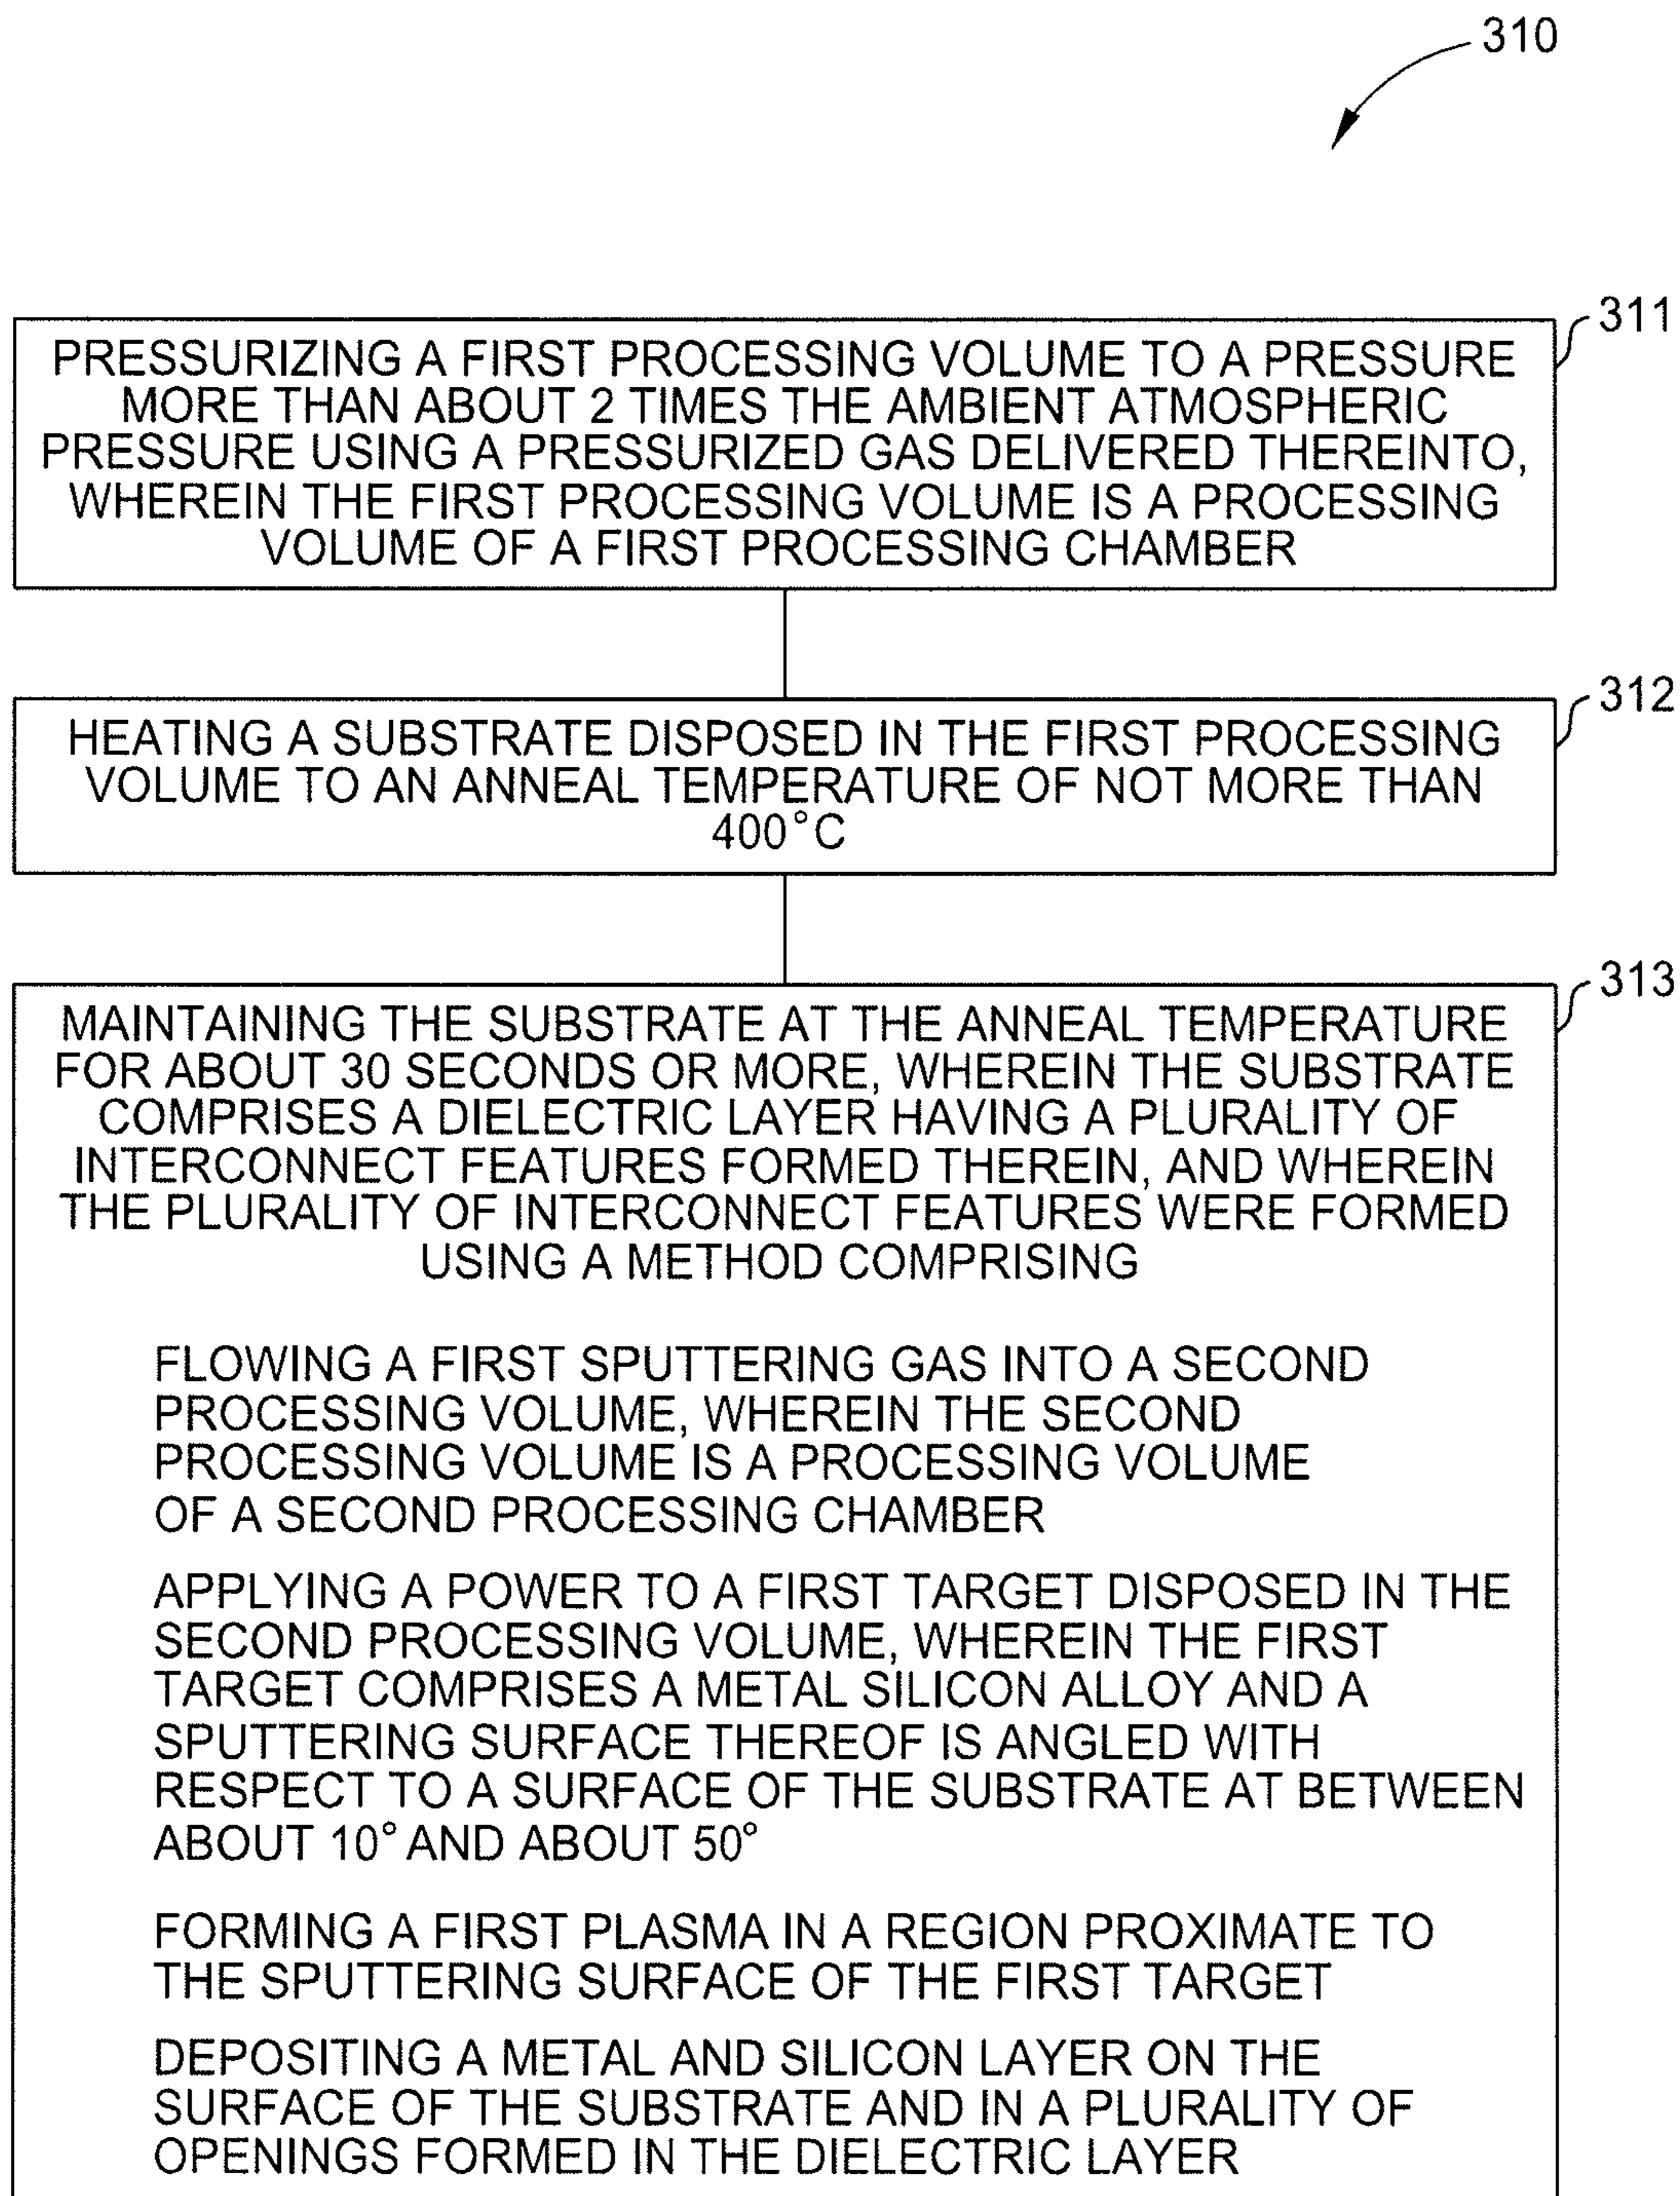 310
311
PRESSURIZING A FIRST PROCESSING VOLUME TO A PRESSURE
MORE THAN ABOUT 2 TIMES THE AMBIENT ATMOSPHERIC
PRESSURE USING A PRESSURIZED GAS DELIVERED THEREINTO,
WHEREIN THE FIRST PROCESSING VOLUME IS A PROCESSING
VOLUME OF A FIRST PROCESSING CHAMBER
312
HEATING A SUBSTRATE DISPOSED IN THE FIRST PROCESSING
VOLUME TO AN ANNEAL TEMPERATURE OF NOT MORE THAN
400°C
313
MAINTAINING THE SUBSTRATE AT THE ANNEAL TEMPERATURE
FOR ABOUT 30 SECONDS OR MORE, WHEREIN THE SUBSTRATE
COMPRISES A DIELECTRIC LAYER HAVING A PLURALITY OF
INTERCONNECT FEATURES FORMED THEREIN, AND WHEREIN
THE PLURALITY OF INTERCONNECT FEATURES WERE FORMED
USING A METHOD COMPRISING
FLOWING A FIRST SPUTTERING GAS INTO A SECOND
PROCESSING VOLUME, WHEREIN THE SECOND
PROCESSING VOLUME IS A PROCESSING VOLUME
OF A SECOND PROCESSING CHAMBER
APPLYING A POWER TO A FIRST TARGET DISPOSED IN THE
SECOND PROCESSING VOLUME, WHEREIN THE FIRST
TARGET COMPRISES A METAL SILICON ALLOY AND A
SPUTTERING SURFACE THEREOF IS ANGLED WITH
RESPECT TO A SURFACE OF THE SUBSTRATE AT BETWEEN
ABOUT 10° AND ABOUT 50°
FORMING A FIRST PLASMA IN A REGION PROXIMATE TO
THE SPUTTERING SURFACE OF THE FIRST TARGET
DEPOSITING A METAL AND SILICON LAYER ON THE
SURFACE OF THE SUBSTRATE AND IN A PLURALITY OF
OPENINGS FORMED IN THE DIELECTRIC LAYER